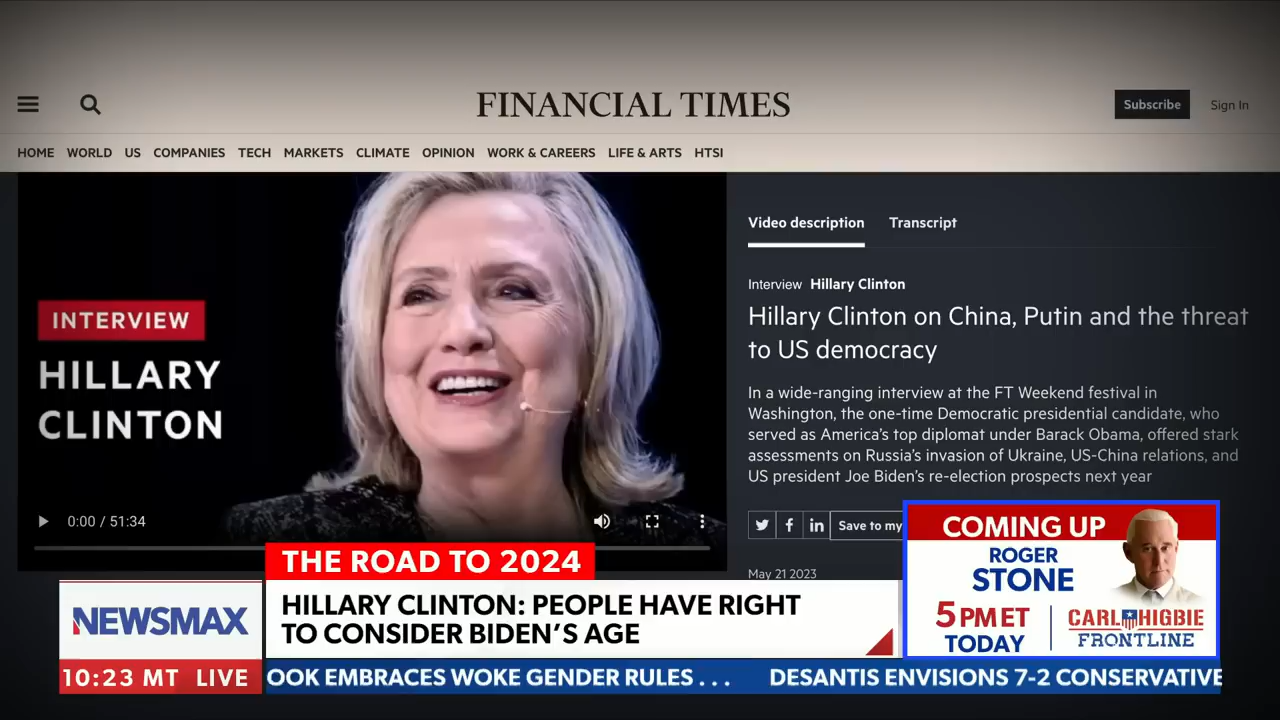 FINANCIAL TIMES
Subscribe
Sign In
HOME WORLD US COMPANIES TECH MARKETS CLIMATE OPINION WORK & CAREERS LIFE & ARTS HTSI
INTERVIEW
HILLARY
CLINTON
0:00 / 51:34
Video description Transcript
Interview Hillary Clinton
Hillary Clinton on China, Putin and the threat
to US democracy
In a wide-ranging interview at the FT Weekend festival in
Washington, the one-time Democratic presidential candidate, who
served as America's top diplomat under Barack Obama, offered stark
assessments on Russia's invasion of Ukraine, US-China relations, and
US president Joe Biden's re-election prospects next year
Save to my
May 21 2023
COMING UP
ROGER
STONE
5PM ET
TODAY
CARL HIGBIE
FRONTLINE
THE ROAD TO 2024
HILLARY CLINTON: PEOPLE HAVE RIGHT
TO CONSIDER BIDEN'S AGE
NEWSMAX
10:23 MT LIVE
OOK EMBRACES WOKE GENDER RULES . . . DESANTIS ENVISIONS 7-2 CONSERVATIVE